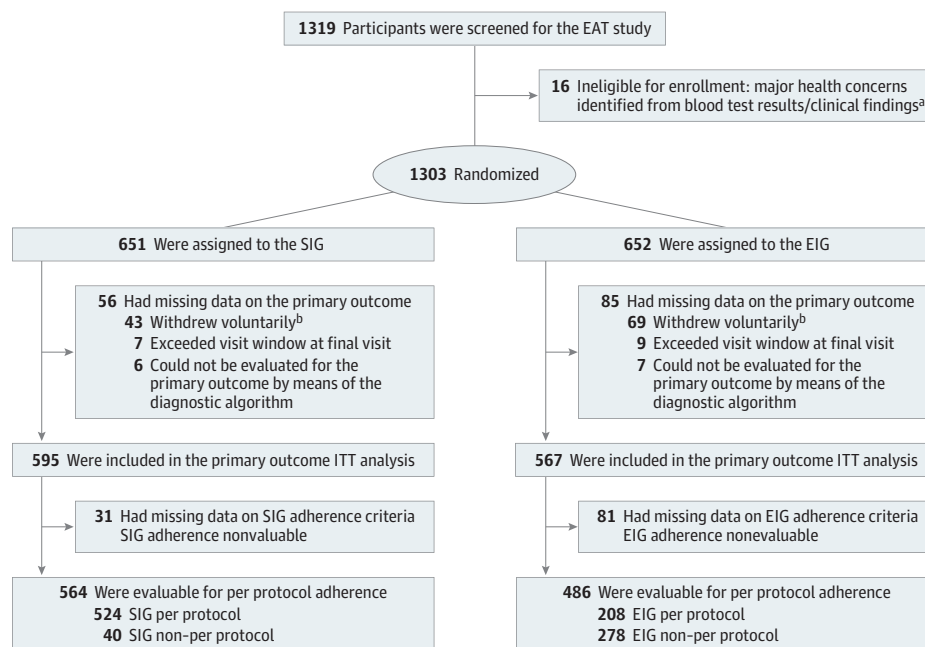 1319 Participants were screened for the EAT study
16 Ineligible for enrollment: major health concerns
identified from blood test results/clinical findingsa
1303 Randomized
651 Were assigned to the SIG
56 Had missing data on the primary outcome
43 Withdrew voluntarilyb
7 Exceeded visit window at final visit
6 Could not be evaluated for the
primary outcome by means of the
diagnostic algorithm
595 Were included in the primary outcome ITT analysis
31 Had missing data on SIG adherence criteria
SIG adherence nonvaluable
564 Were evaluable for per protocol adherence
524 SIG per protocol
40 SIG non-per protocol
652 Were assigned to the EIG
85 Had missing data on the primary outcome
69 Withdrew voluntarilyb
9 Exceeded visit window at final visit
7 Could not be evaluated for the
primary outcome by means of the
diagnostic algorithm
567 Were included in the primary outcome ITT analysis
81 Had missing data on EIG adherence criteria
EIG adherence nonevaluable
486 Were evaluable for per protocol adherence
208 EIG per protocol
278 EIG non-per protocol